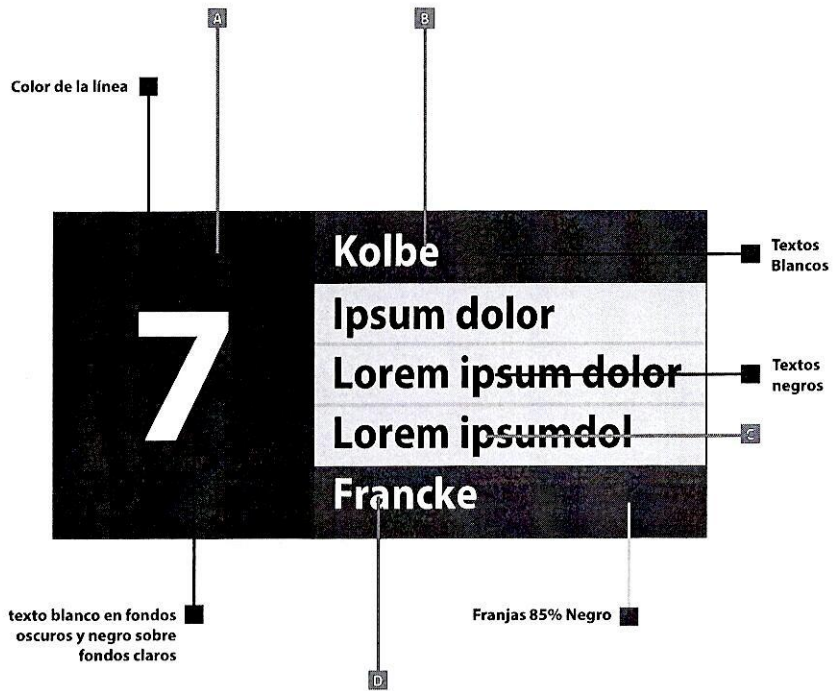 A
B
Color de la línea
Kolbe
Textos
Blancos
7
Ipsum dolor
Lorem ipsum dolor
Textos
negros
Lorem ipsumdol
C
Francke
texto blanco en fondos
oscuros y negro sobre
fondos claros
Franjas 85% Negro
D